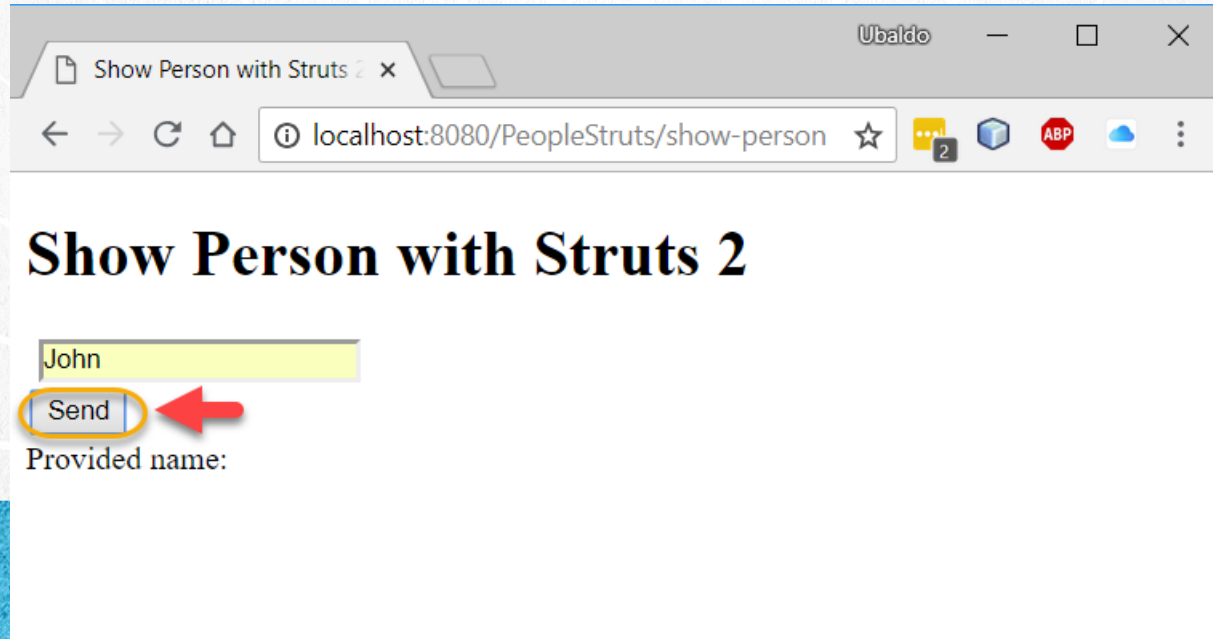 Ubaldo
Show Person with Struts 2
localhost:8080/PeopleStruts/show-person
2
ABP
Show Person with Struts 2
John
Send
Provided name: